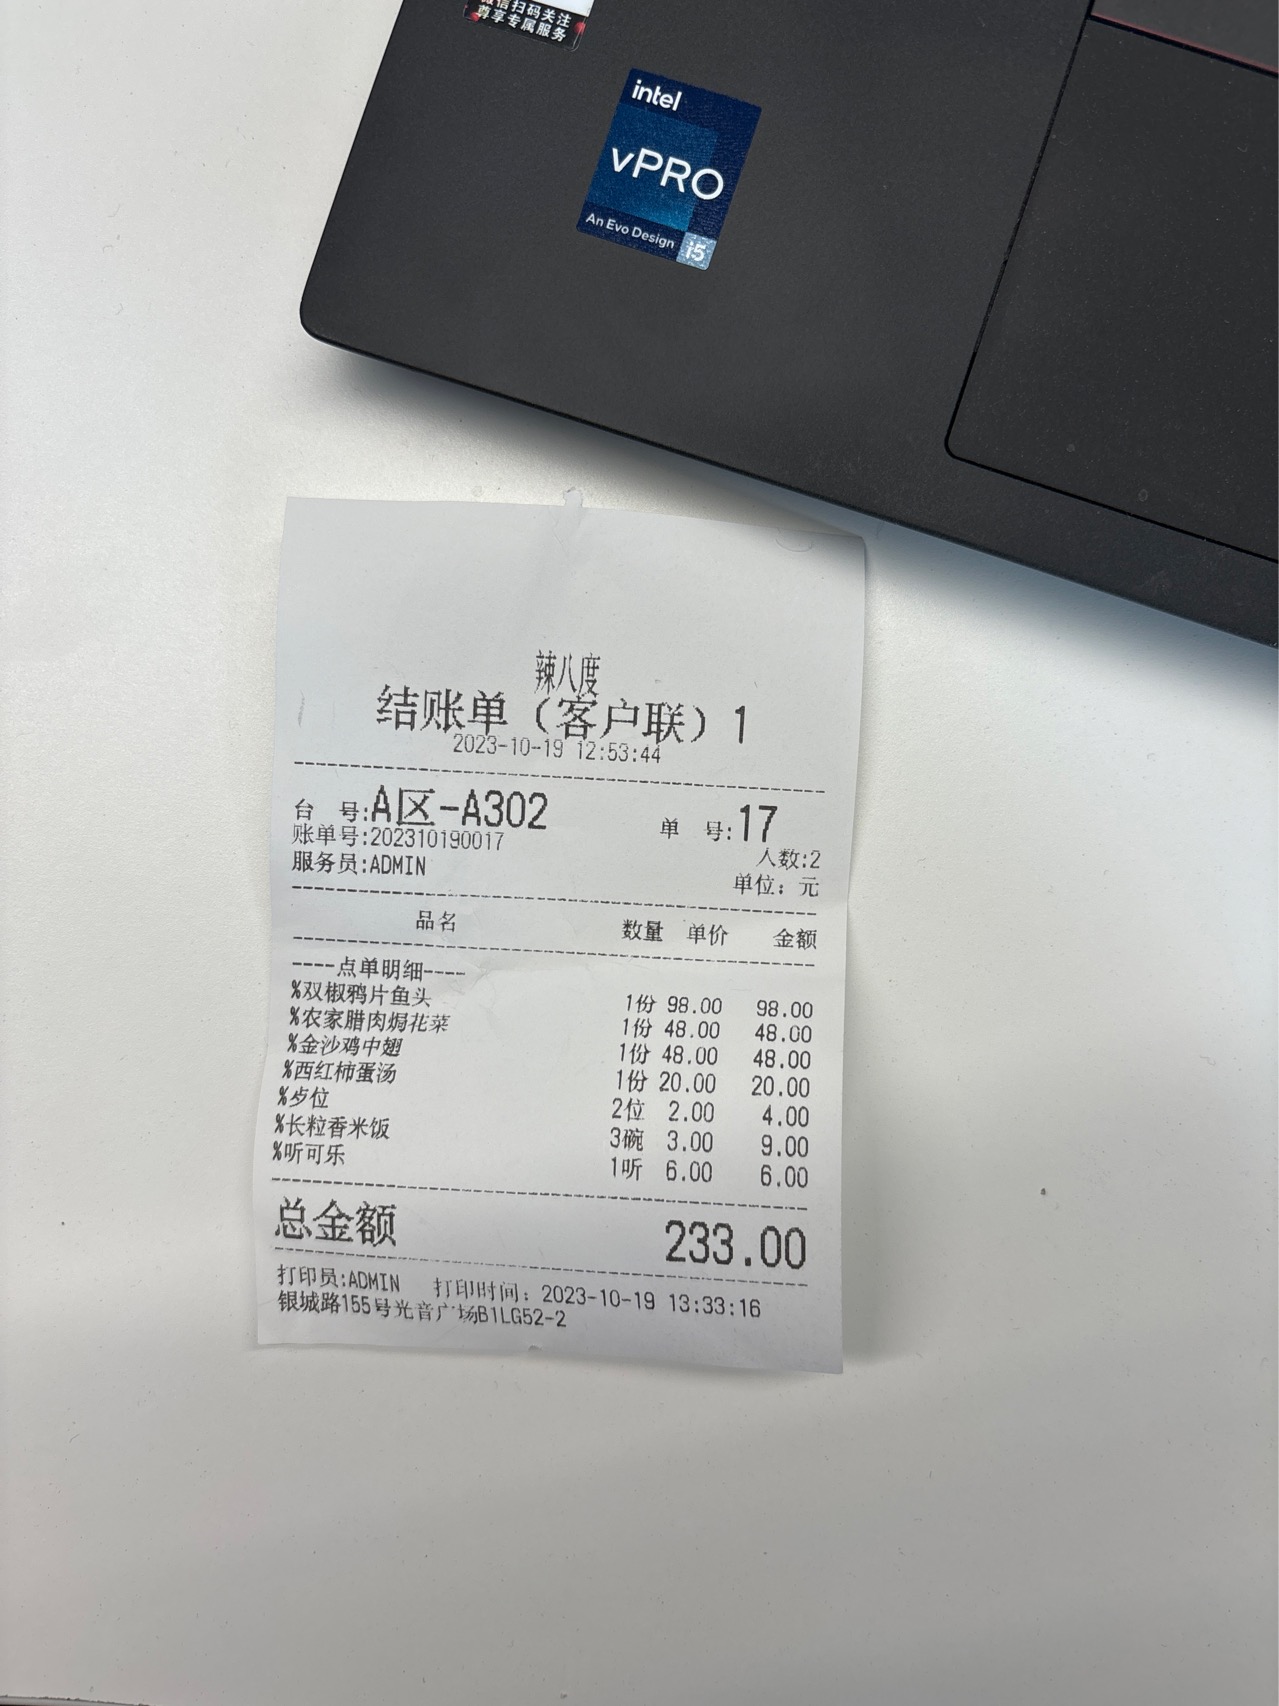 微信扫码关注
尊享专属服务
intel
vPRO
An Evo Design i5
辣八度
结账单（客户联）1
2023-10-19 12:53:44
台 号:A区-A302 单 号:17
账单号:202310190017 人数:2
服务员:ADMIN 单位：元
品名 数量 单价 金额
----点单明细----
%双椒鸦片鱼头 1份 98.00 98.00
%农家腊肉焗花菜 1份 48.00 48.00
%金沙鸡中翅 1份 48.00 48.00
%西红柿蛋汤 1份 20.00 20.00
%歺位 2位 2.00 4.00
%长粒香米饭 3碗 3.00 9.00
%听可乐 1听 6.00 6.00
总金额 233.00
打印员:ADMIN 打印时间：2023-10-19 13:33:16
银城路155号光音广场B1LG52-2